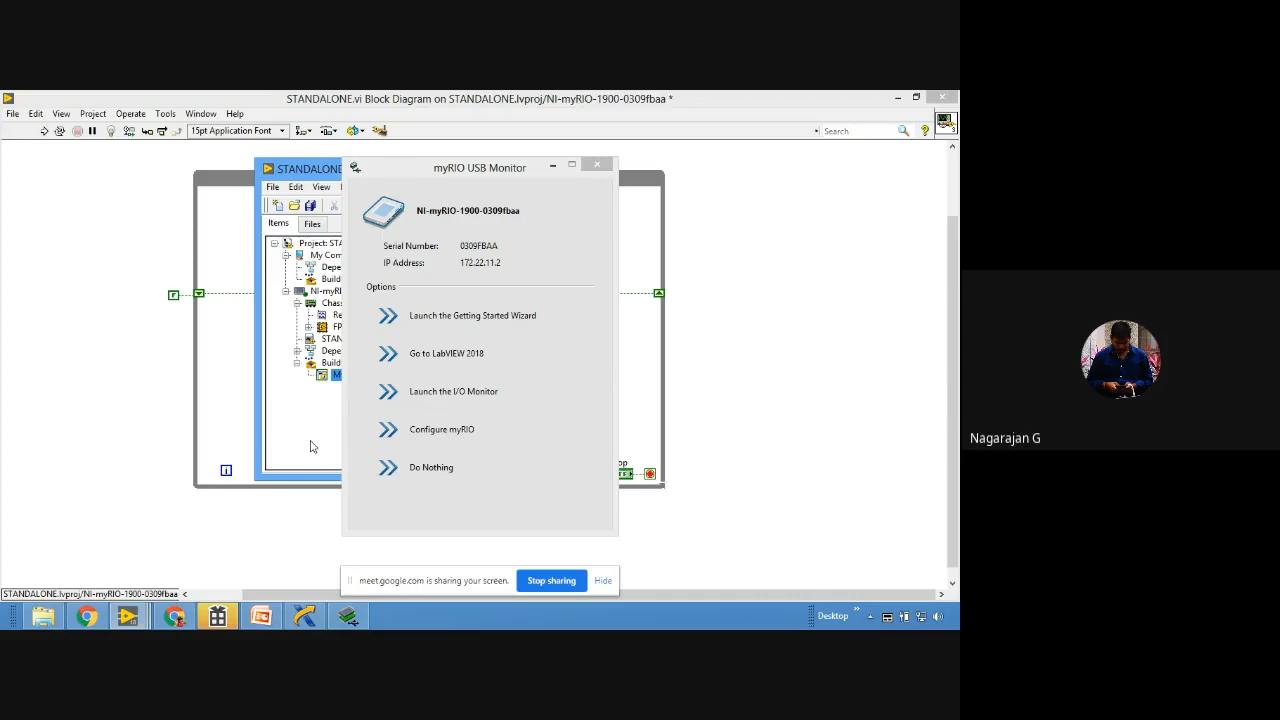 STANDALONE.vi Block Diagram on STANDALONE.lvproj/NI-myRIO-1900-0309fbaa *
File Edit View Project Operate Tools Window Help
15pt Application Font
Search
3
STANDALONE
File Edit View
Items Files
Project: STA
My Com
Depe
Build
NI-myRI
Chass
Re
FP
STAN
Depe
Build
M
F
i
op
myRIO USB Monitor
NI-myRIO-1900-0309fbaa
Serial Number: 0309FBAA
IP Address: 172.22.11.2
Options
Launch the Getting Started Wizard
Go to LabVIEW 2018
Launch the I/O Monitor
Configure myRIO
Do Nothing
meet.google.com is sharing your screen. Stop sharing Hide
STANDALONE.lvproj/NI-myRIO-1900-0309fbaa
Desktop
Nagarajan G